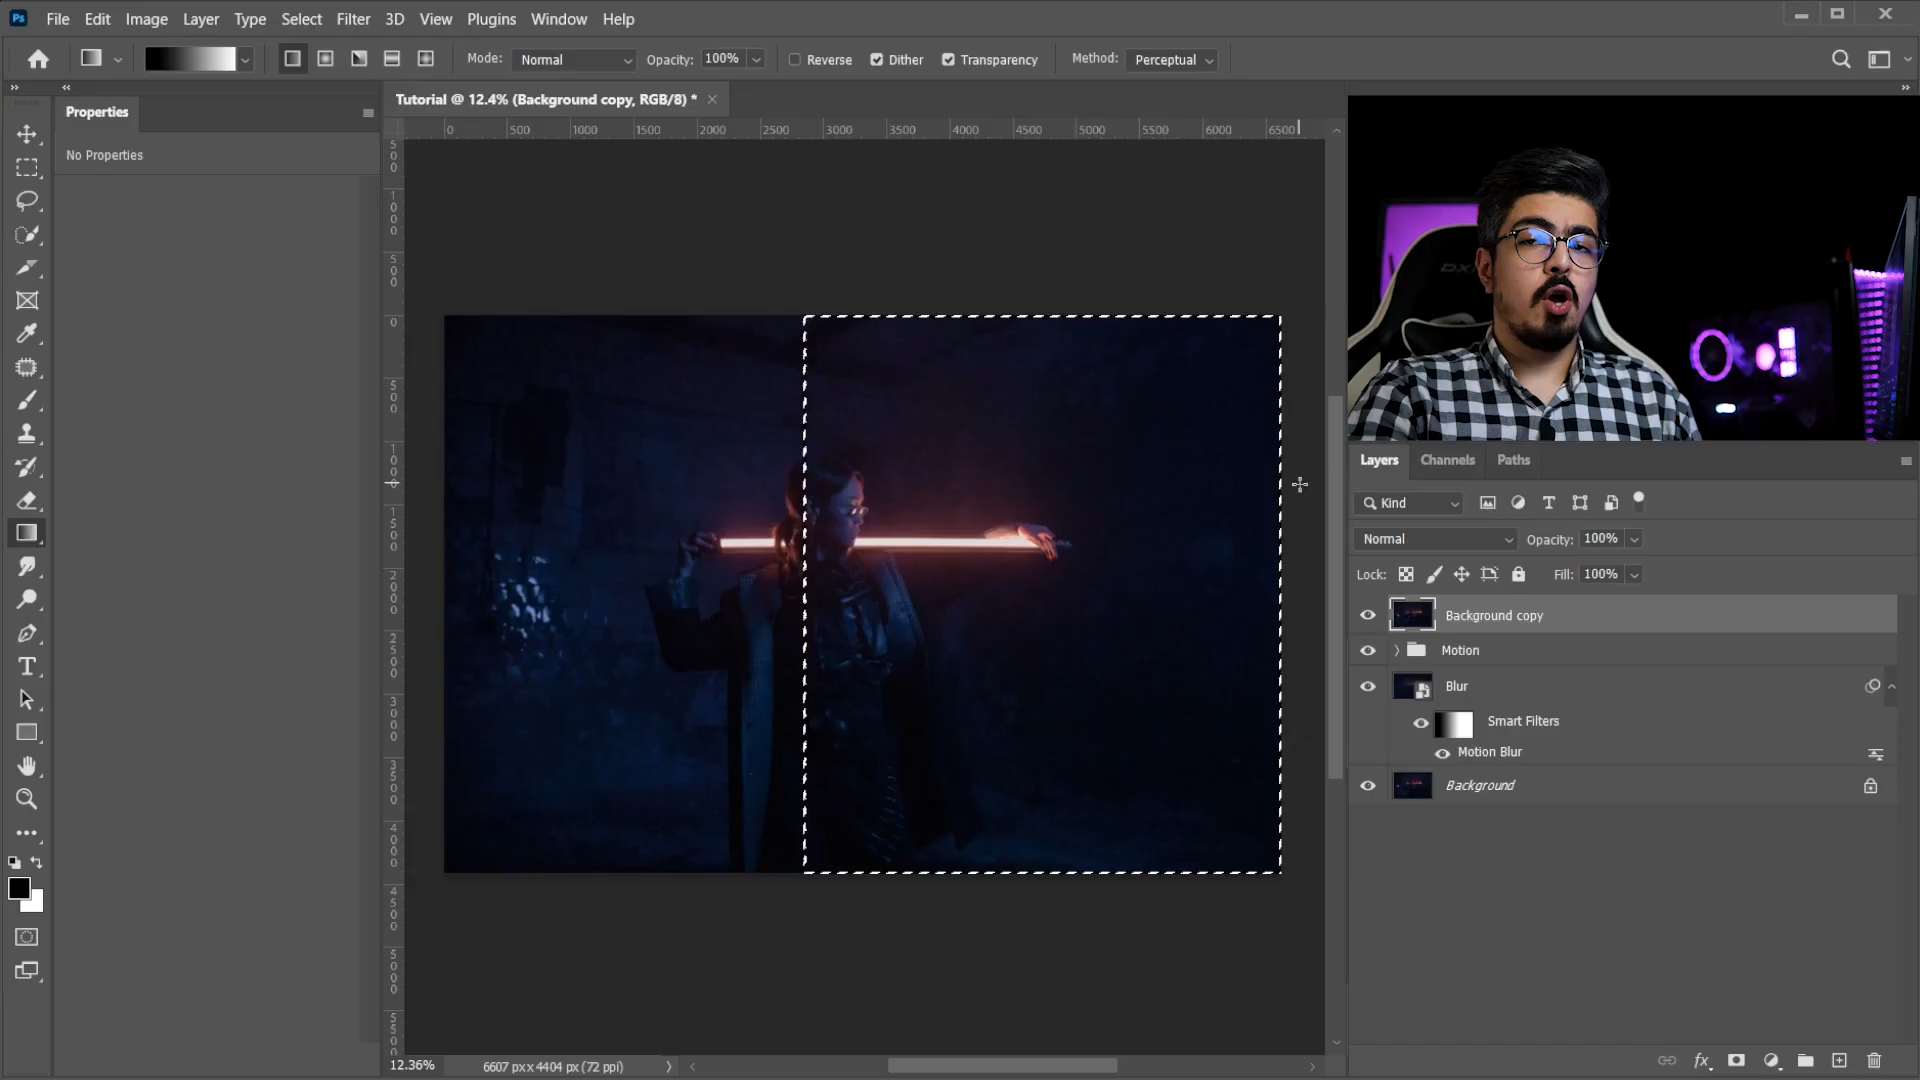 Ps File Edit Image Layer Type Select Filter 3D View Plugins Window Help
Mode: Normal Opacity: 100% Reverse Dither Transparency Method: Perceptual
Properties
No Properties
Tutorial @ 12.4% (Background copy, RGB/8) *
0 500 1000 1500 2000 2500 3000 3500 4000 4500 5000 5500 6000 6500
Layers Channels Paths
Kind
Normal Opacity: 100%
Lock: Fill: 100%
Background copy
Motion
Blur
Smart Filters
Motion Blur
Background
12.36% 6607 px x 4404 px (72 ppi)